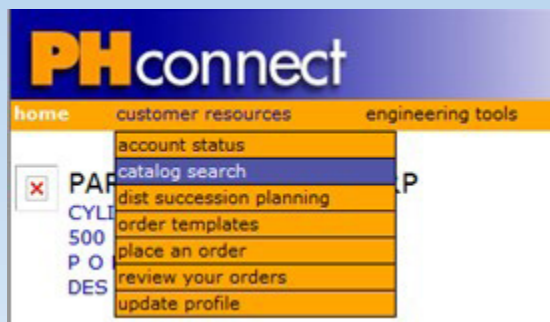 PHconnect
home customer resources engineering tools
account status
catalog search
dist succession planning
order templates
place an order
review your orders
update profile
PAR RP
CYLI
500
P O
DES